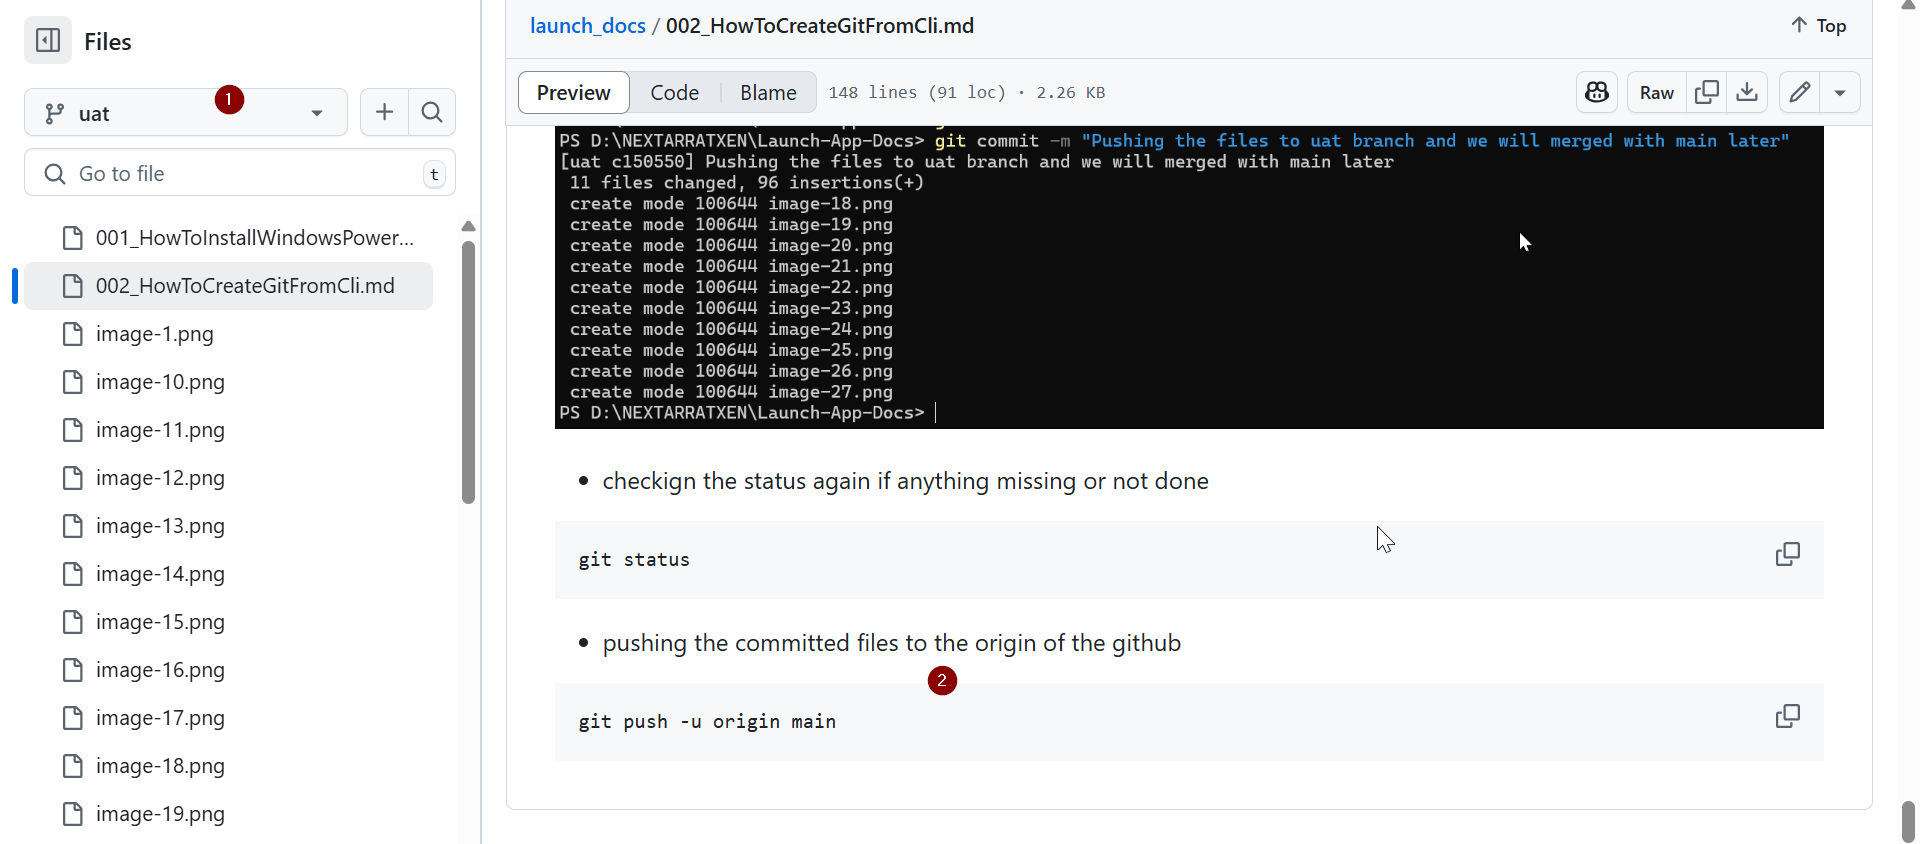 Files
1
uat
Go to file
t
001_HowToInstallWindowsPower...
002_HowToCreateGitFromCli.md
image-1.png
image-10.png
image-11.png
image-12.png
image-13.png
image-14.png
image-15.png
image-16.png
image-17.png
image-18.png
image-19.png
launch_docs / 002_HowToCreateGitFromCli.md
Top
Preview Code Blame 148 lines (91 loc) · 2.26 KB
Raw
PS D:\NEXTARRATXEN\Launch-App-Docs> git commit -m "Pushing the files to uat branch and we will merged with main later"
[uat c150550] Pushing the files to uat branch and we will merged with main later
11 files changed, 96 insertions(+)
create mode 100644 image-18.png
create mode 100644 image-19.png
create mode 100644 image-20.png
create mode 100644 image-21.png
create mode 100644 image-22.png
create mode 100644 image-23.png
create mode 100644 image-24.png
create mode 100644 image-25.png
create mode 100644 image-26.png
create mode 100644 image-27.png
PS D:\NEXTARRATXEN\Launch-App-Docs>
• checkign the status again if anything missing or not done
git status
• pushing the committed files to the origin of the github
2
git push -u origin main